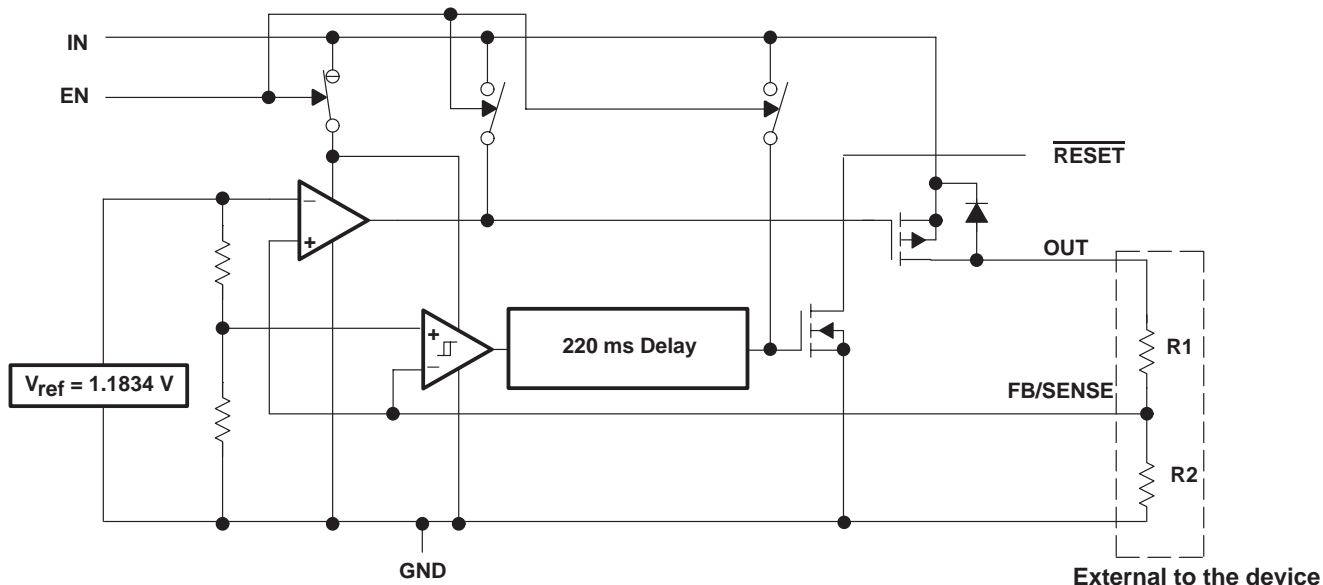 IN
EN
RESET
−
+
OUT
+
−
220 ms Delay
R1
Vref = 1.1834 V
FB/SENSE
R2
GND
External to the device